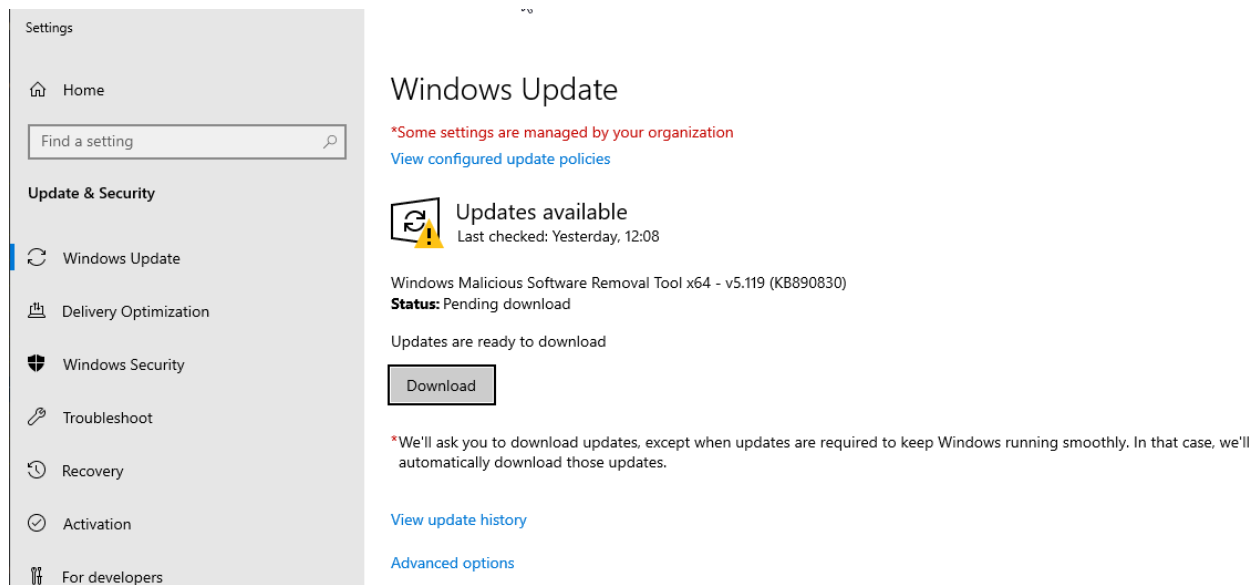 Settings
Home
Find a setting
Update & Security
Windows Update
Delivery Optimization
Windows Security
Troubleshoot
Recovery
Activation
For developers
Windows Update
*Some settings are managed by your organization
View configured update policies
Updates available
Last checked: Yesterday, 12:08
Windows Malicious Software Removal Tool x64 - v5.119 (KB890830)
Status: Pending download
Updates are ready to download
Download
*We'll ask you to download updates, except when updates are required to keep Windows running smoothly. In that case, we'll
automatically download those updates.
View update history
Advanced options